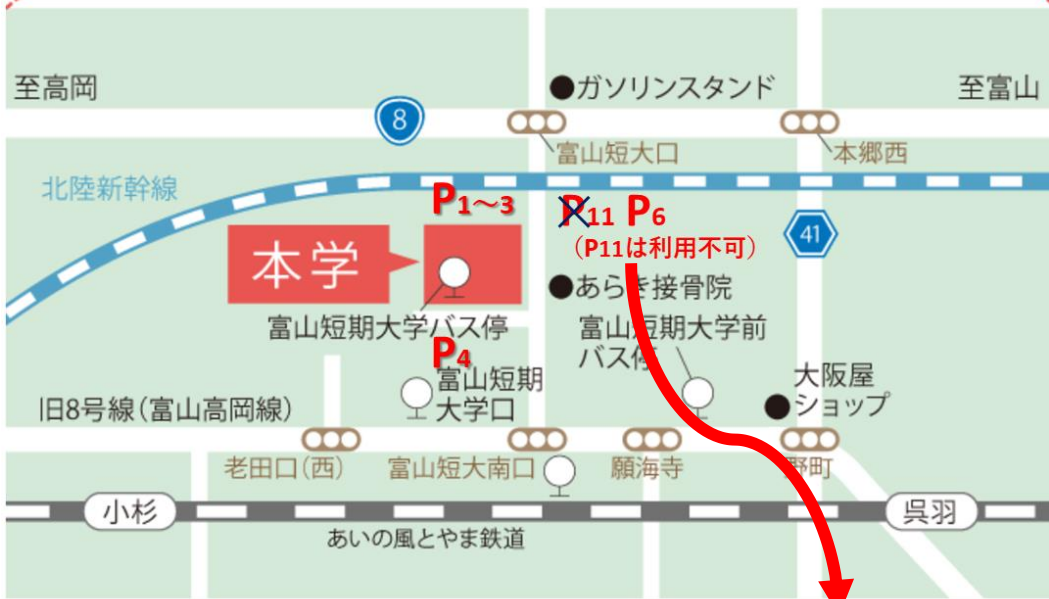 至高岡
●ガソリンスタンド
至富山
8
富山短大口
本郷西
北陸新幹線
P1～3
P11 P6
（P11は利用不可）
41
本学
●あらき接骨院
富山短期大学バス停
富山短期大学前
バス停
P4
富山短期
大学口
大阪屋
●ショップ
旧8号線（富山高岡線）
老田口（西）
富山短大南口
願海寺
野町
小杉
呉羽
あいの風とやま鉄道